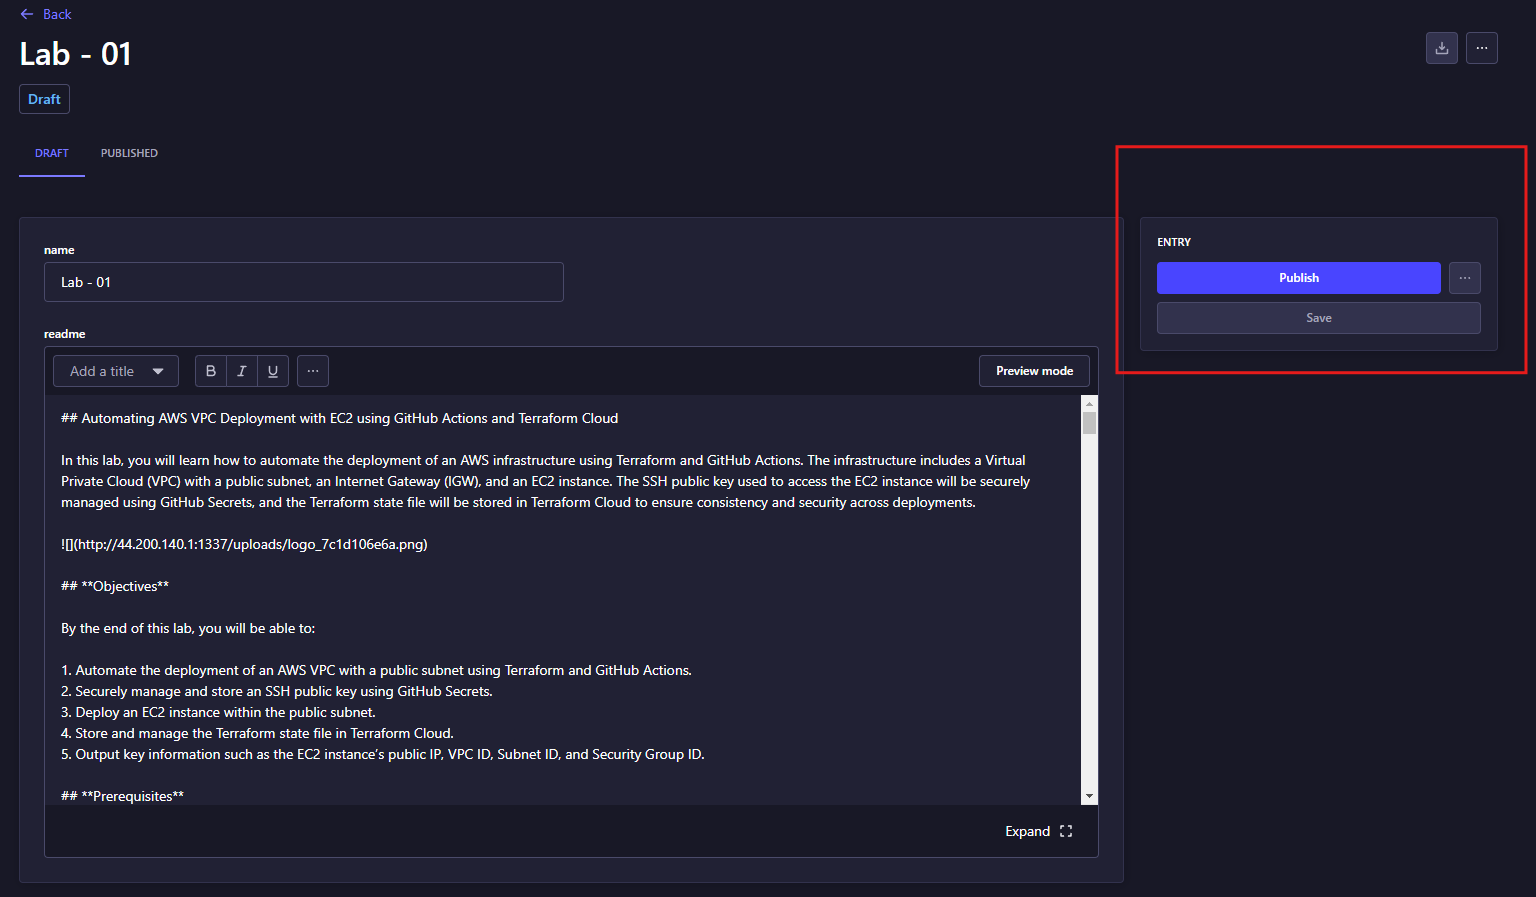 Back
Lab - 01
Draft
DRAFT PUBLISHED
name
Lab - 01
readme
Add a title B I U ... Preview mode
## Automating AWS VPC Deployment with EC2 using GitHub Actions and Terraform Cloud
In this lab, you will learn how to automate the deployment of an AWS infrastructure using Terraform and GitHub Actions. The infrastructure includes a Virtual
Private Cloud (VPC) with a public subnet, an Internet Gateway (IGW), and an EC2 instance. The SSH public key used to access the EC2 instance will be securely
managed using GitHub Secrets, and the Terraform state file will be stored in Terraform Cloud to ensure consistency and security across deployments.
![](http://44.200.140.1:1337/uploads/logo_7c1d106e6a.png)
## **Objectives**
By the end of this lab, you will be able to:
1. Automate the deployment of an AWS VPC with a public subnet using Terraform and GitHub Actions.
2. Securely manage and store an SSH public key using GitHub Secrets.
3. Deploy an EC2 instance within the public subnet.
4. Store and manage the Terraform state file in Terraform Cloud.
5. Output key information such as the EC2 instance’s public IP, VPC ID, Subnet ID, and Security Group ID.
## **Prerequisites**
Expand
ENTRY
Publish ...
Save